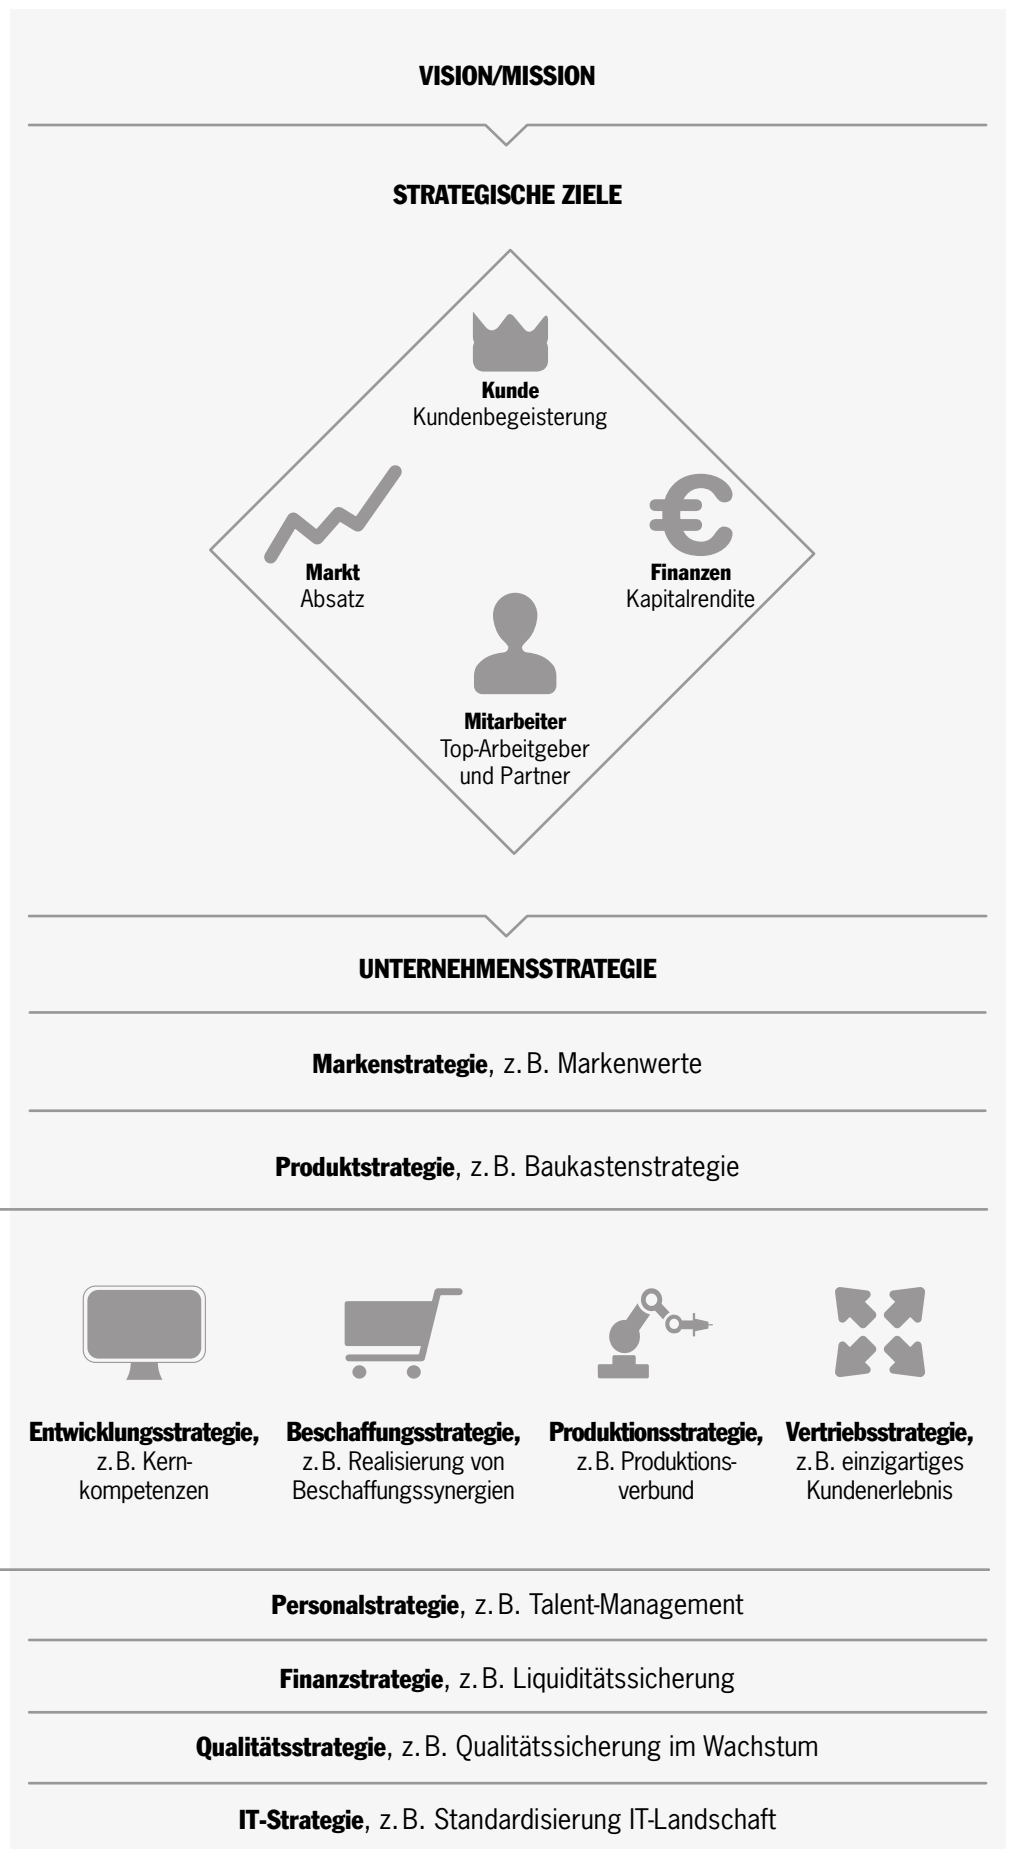 VISION/MISSION
STRATEGISCHE ZIELE
Kunde
Kundenbegeisterung
Markt
Absatz
Finanzen
Kapitalrendite
Mitarbeiter
Top-Arbeitgeber
und Partner
UNTERNEHMENSSTRATEGIE
Markenstrategie, z. B. Markenwerte
Produktstrategie, z. B. Baukastenstrategie
Entwicklungsstrategie,
z. B. Kern-
kompetenzen
Beschaffungsstrategie,
z. B. Realisierung von
Beschaffungssynergien
Produktionsstrategie,
z. B. Produktions-
verbund
Vertriebsstrategie,
z. B. einzigartiges
Kundenerlebnis
Personalstrategie, z. B. Talent-Management
Finanzstrategie, z. B. Liquiditätssicherung
Qualitätsstrategie, z. B. Qualitätssicherung im Wachstum
IT-Strategie, z. B. Standardisierung IT-Landschaft